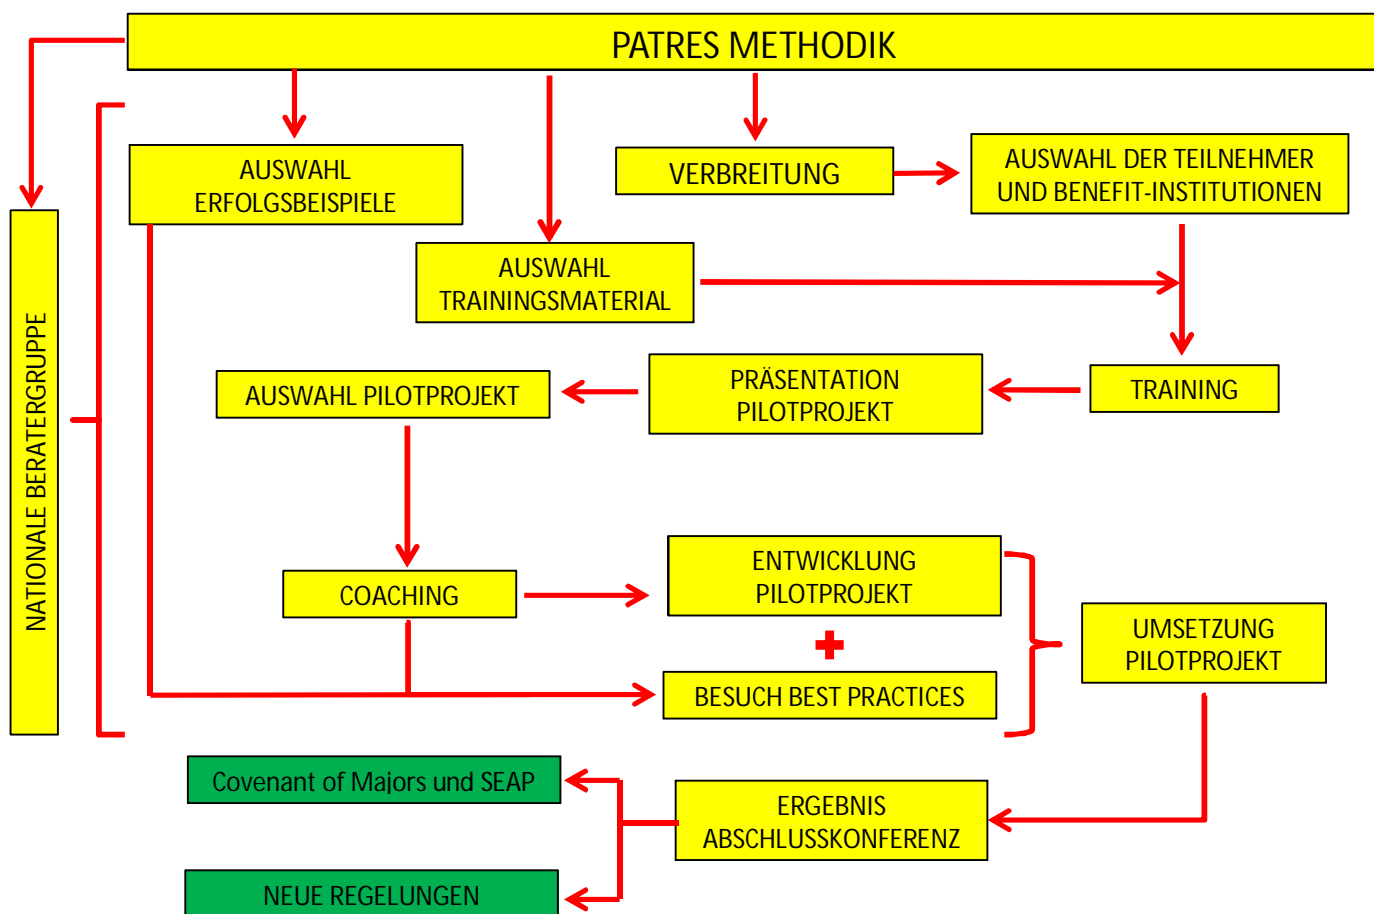 PATRES METHODIK
AUSWAHL
ERFOLGSBEISPIELE
VERBREITUNG
AUSWAHL DER TEILNEHMER
UND BENEFIT-INSTITUTIONEN
NATIONALE BERATERGRUPPE
AUSWAHL
TRAININGSMATERIAL
AUSWAHL PILOTPROJEKT
PRÄSENTATION
PILOTPROJEKT
TRAINING
COACHING
ENTWICKLUNG
PILOTPROJEKT
UMSETZUNG
PILOTPROJEKT
BESUCH BEST PRACTICES
Covenant of Majors und SEAP
ERGEBNIS
ABSCHLUSSKONFERENZ
NEUE REGELUNGEN